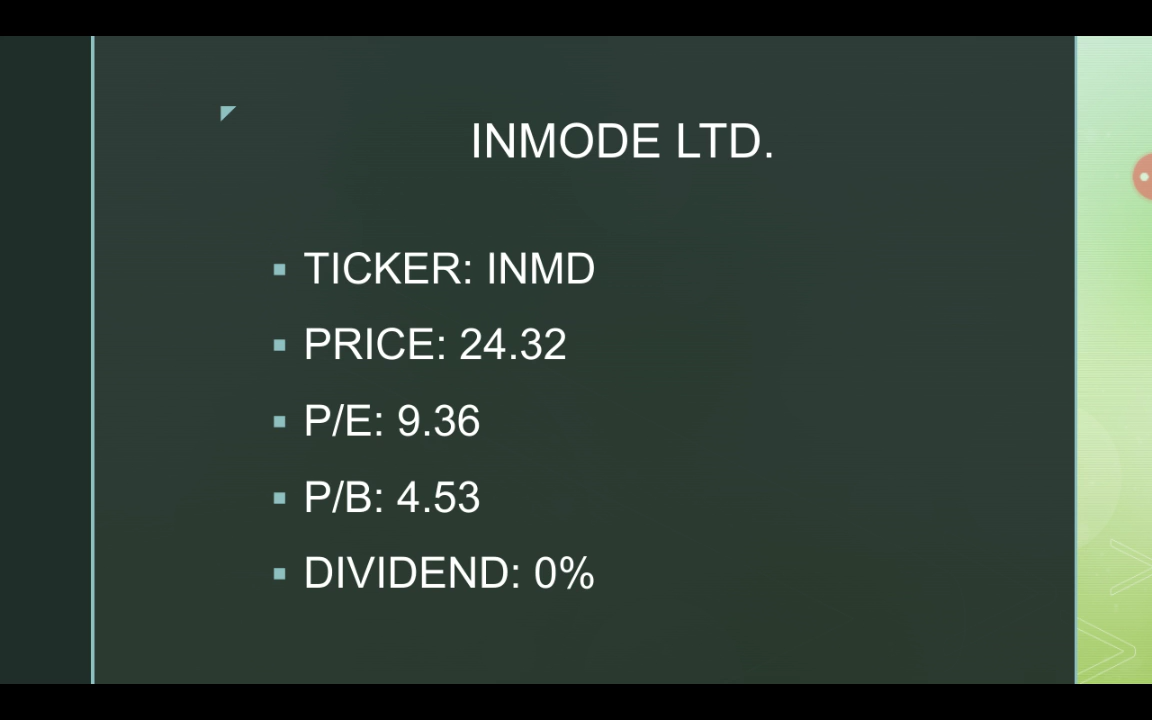 INMODE LTD.
TICKER: INMD
PRICE: 24.32
P/E: 9.36
P/B: 4.53
DIVIDEND: 0%